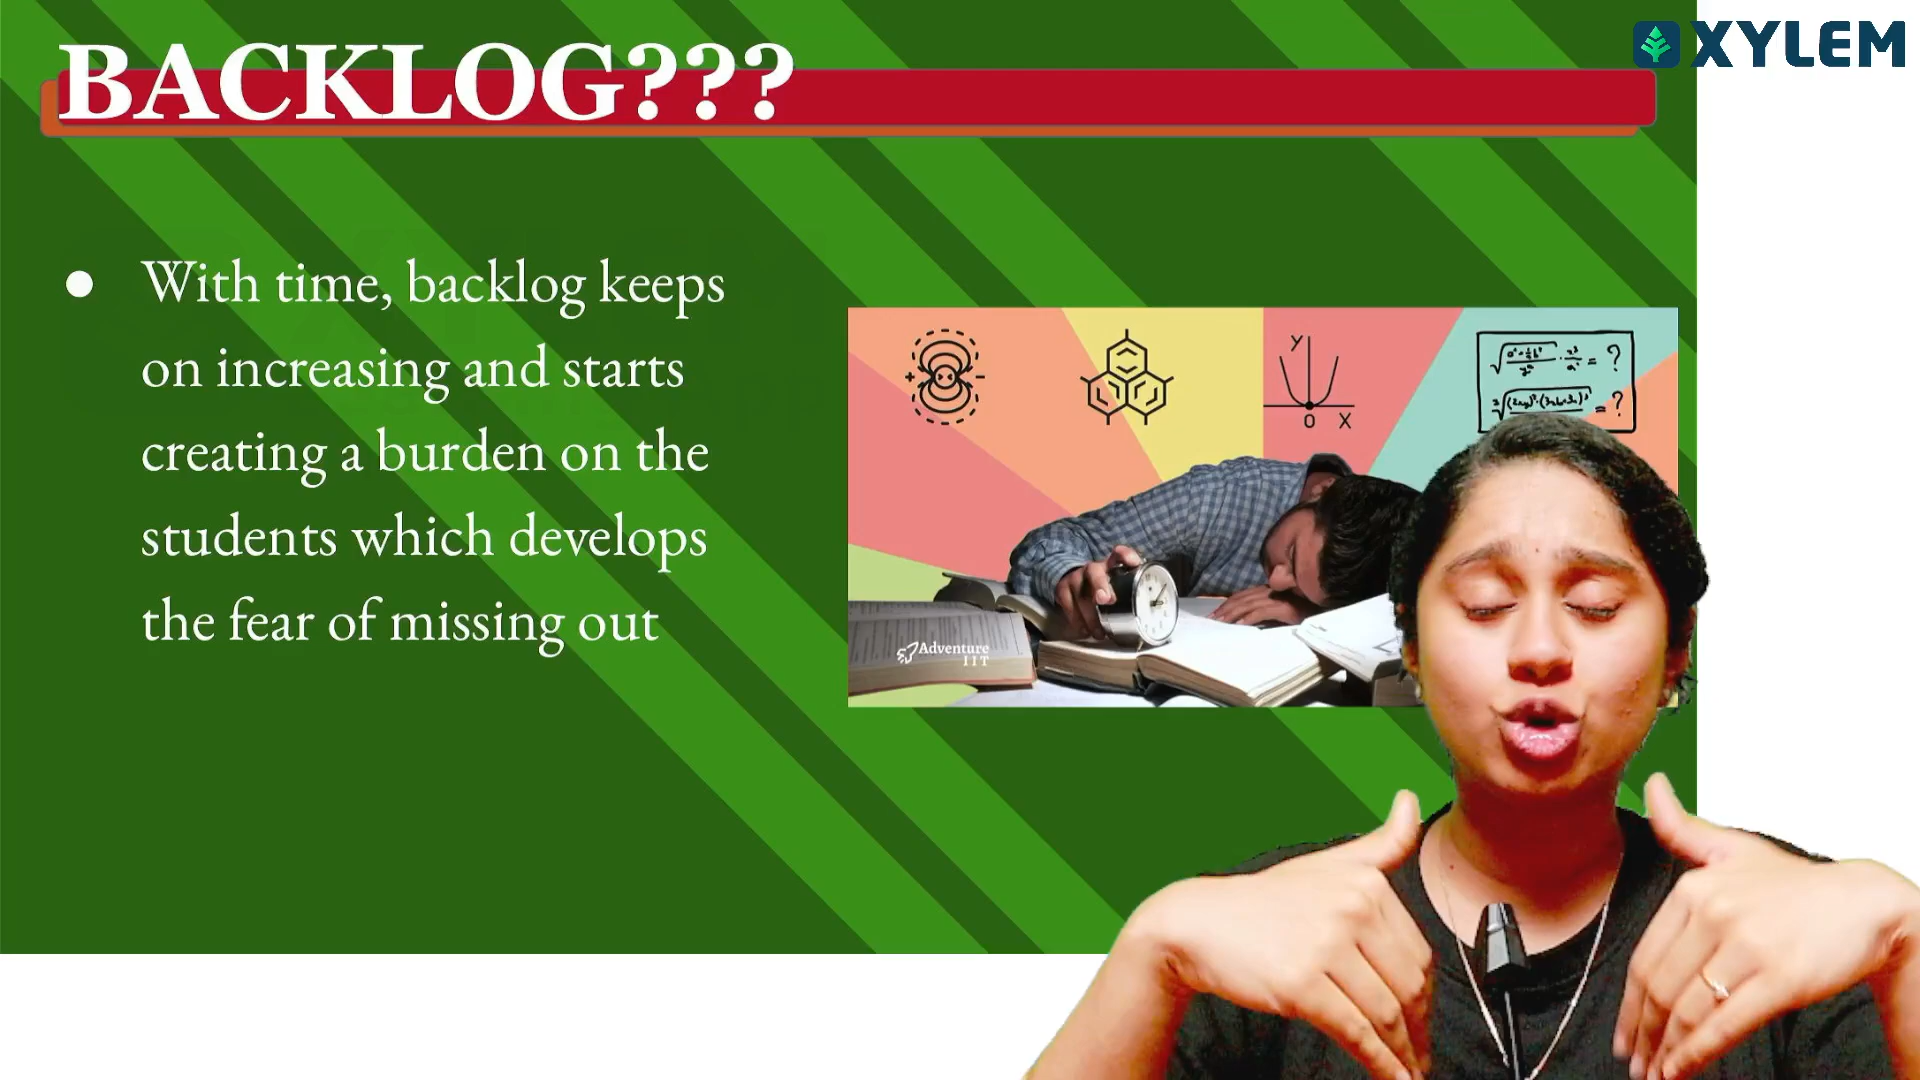 BACKLOG???
XYLEM
With time, backlog keeps
on increasing and starts
creating a burden on the
students which develops
the fear of missing out
Y
O X
Adventure
IIT